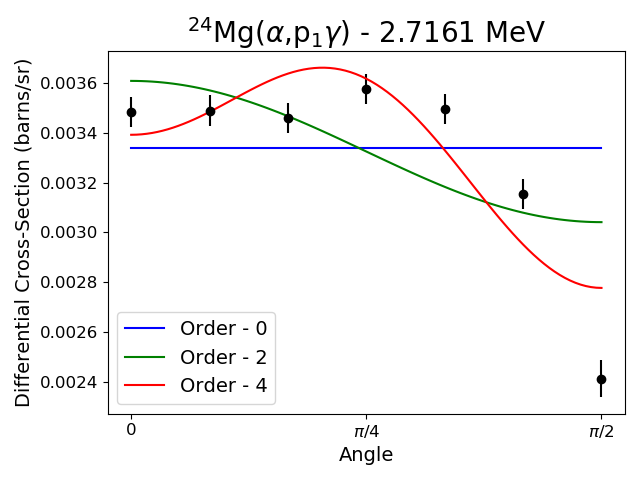 ²⁴Mg(α,p₁γ) - 2.7161 MeV
Differential Cross-Section (barns/sr)
0.0036
0.0034
0.0032
0.0030
0.0028
0.0026
0.0024
Order - 0
Order - 2
Order - 4
0
π/4
π/2
Angle